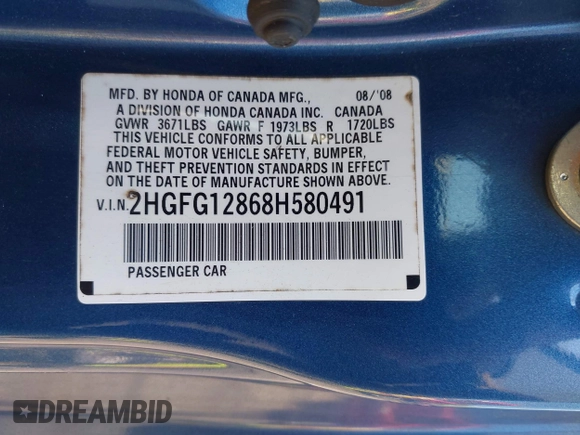 MFD. BY HONDA OF CANADA MFG., 08/'08
A DIVISION OF HONDA CANADA INC. CANADA
GVWR 3671LBS GAWR F 1973LBS R 1720LBS
THIS VEHICLE CONFORMS TO ALL APPLICABLE
FEDERAL MOTOR VEHICLE SAFETY, BUMPER,
AND THEFT PREVENTION STANDARDS IN EFFECT
ON THE DATE OF MANUFACTURE SHOWN ABOVE.
V.I.N. 2HGFG12868H580491
PASSENGER CAR
DREAMBID